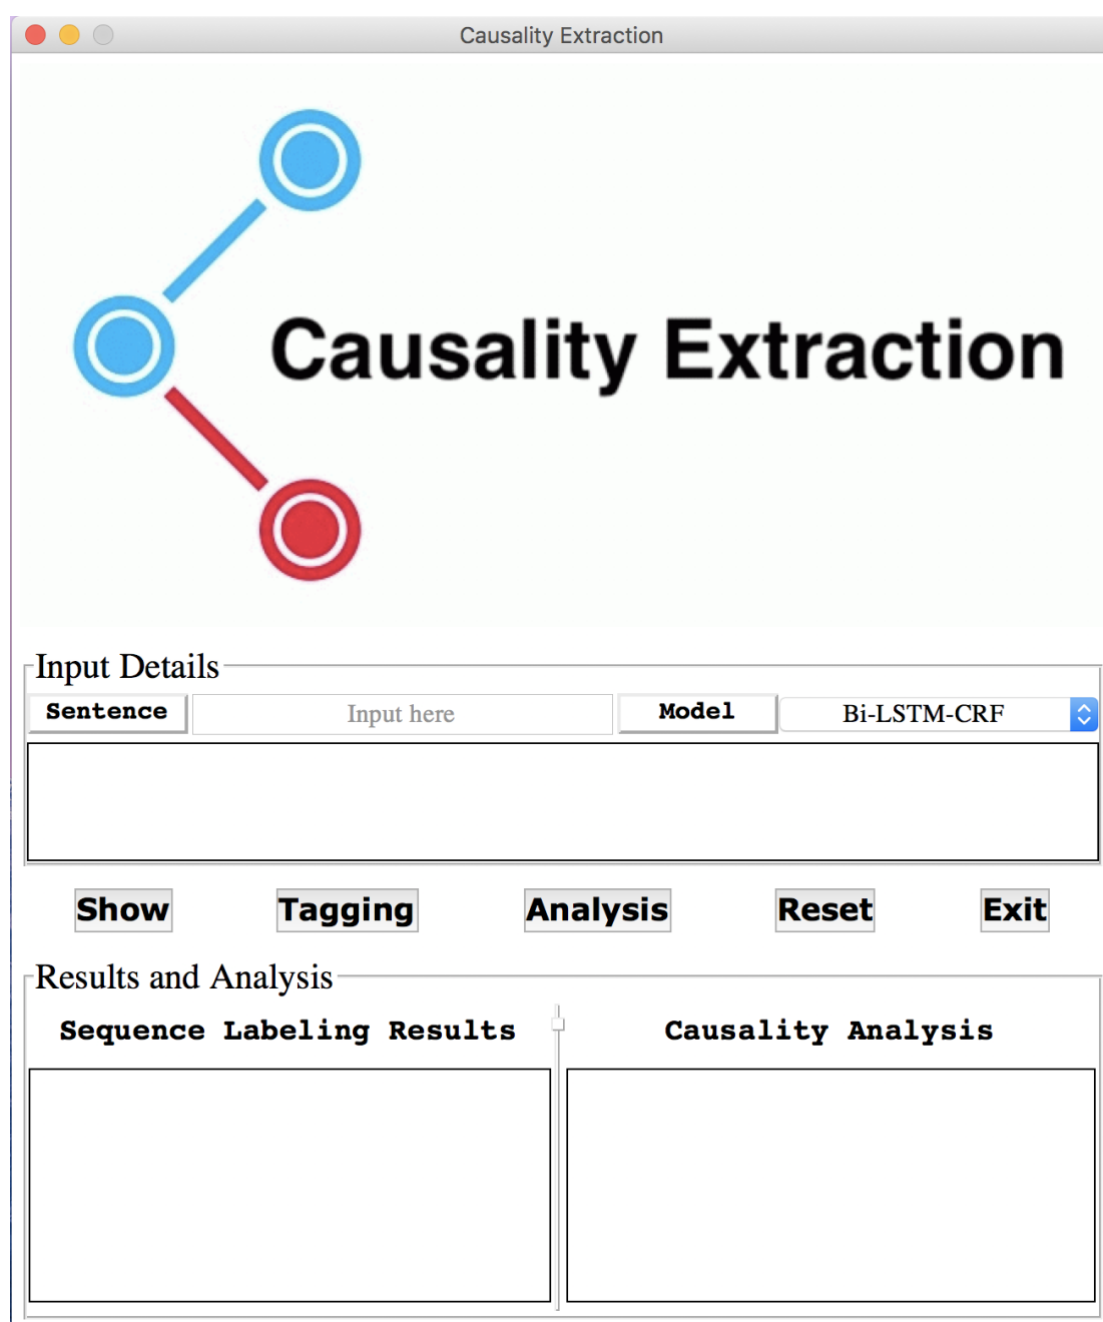 Causality Extraction
Causality Extraction
Input Details
Sentence Input here Model Bi-LSTM-CRF
Show Tagging Analysis Reset Exit
Results and Analysis
Sequence Labeling Results Causality Analysis